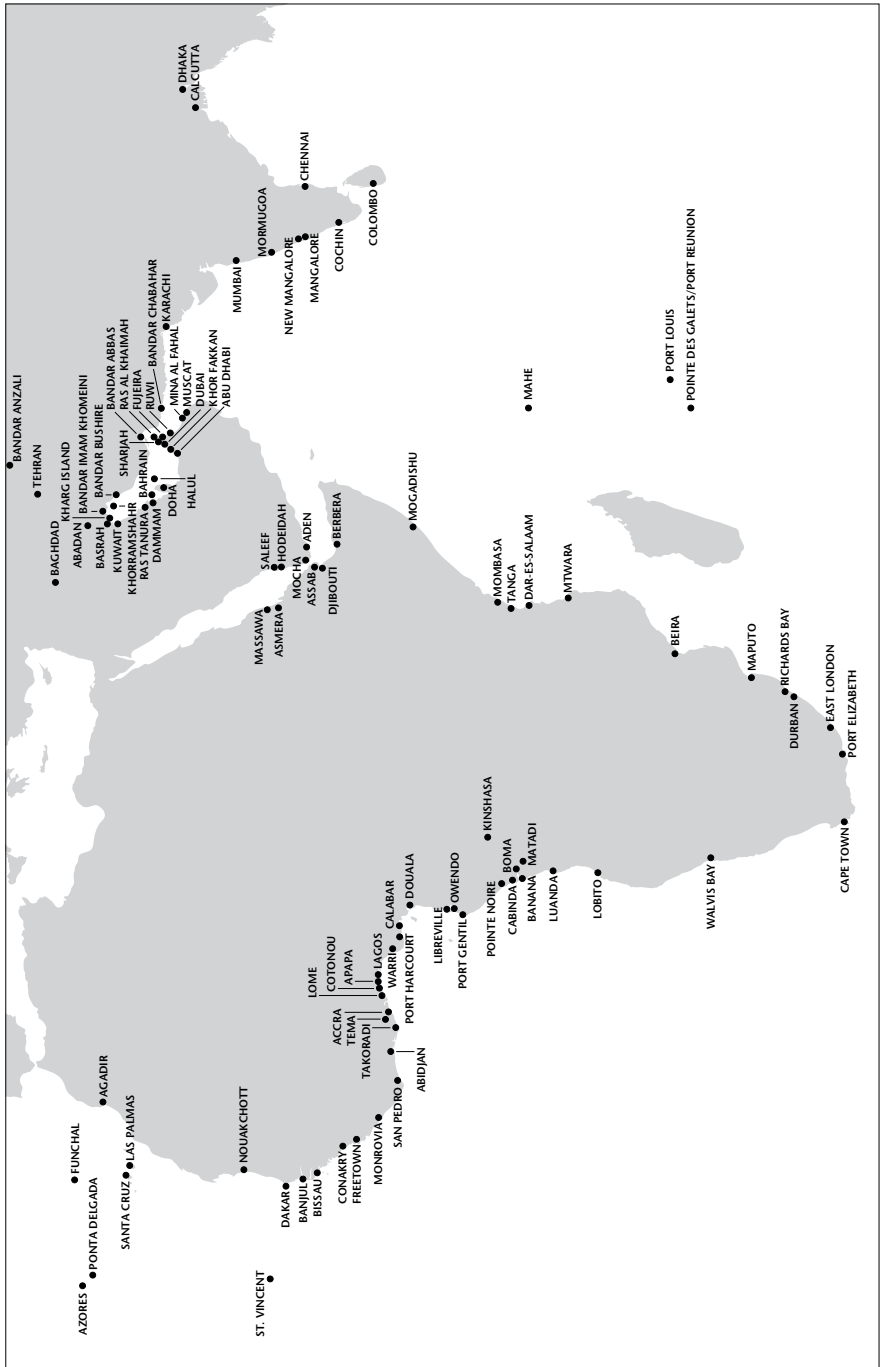 AZORES
PONTA DELGADA
FUNCHAL
SANTA CRUZ
LAS PALMAS
AGADIR
ST. VINCENT
NOUAKCHOTT
DAKAR
BANJUL
BISSAU
CONAKRY
FREETOWN
MONROVIA
SAN PEDRO
ABIDJAN
TAKORADI
TEMA
ACCRA
LOME
COTONOU
APAPA
LAGOS
WARRI
PORT HARCOURT
CALABAR
DOUALA
LIBREVILLE
OWENDO
PORT GENTIL
POINTE NOIRE
KINSHASA
CABINDA
BOMA
BANANA
MATADI
LUANDA
LOBITO
WALVIS BAY
CAPE TOWN
PORT ELIZABETH
EAST LONDON
DURBAN
RICHARDS BAY
MAPUTO
BEIRA
MTWARA
DAR-ES-SALAAM
TANGA
MOMBASA
MOGADISHU
MASSAWA
ASMERA
SALEEF
HODEIDAH
MOCHA
ADEN
ASSAB
DJIBOUTI
BERBERA
BAGHDAD
TEHRAN
BANDAR ANZALI
ABADAN
KHARG ISLAND
BANDAR IMAM KHOMEINI
BANDAR BUSHIRE
BASRAH
KUWAIT
KHORRAMSHAHR
RAS TANURA
DAMMAM
BAHRAIN
DOHA
HALUL
SHARJAH
BANDAR ABBAS
RAS AL KHAIMAH
FUJEIRA
RUWI
BANDAR CHABAHAR
KARACHI
MINA AL FAHAL
MUSCAT
DUBAI
KHOR FAKKAN
ABU DHABI
MUMBAI
MORMUGOA
NEW MANGALORE
MANGALORE
COCHIN
CHENNAI
COLOMBO
DHAKA
CALCUTTA
MAHE
PORT LOUIS
POINTE DES GALETS/PORT REUNION